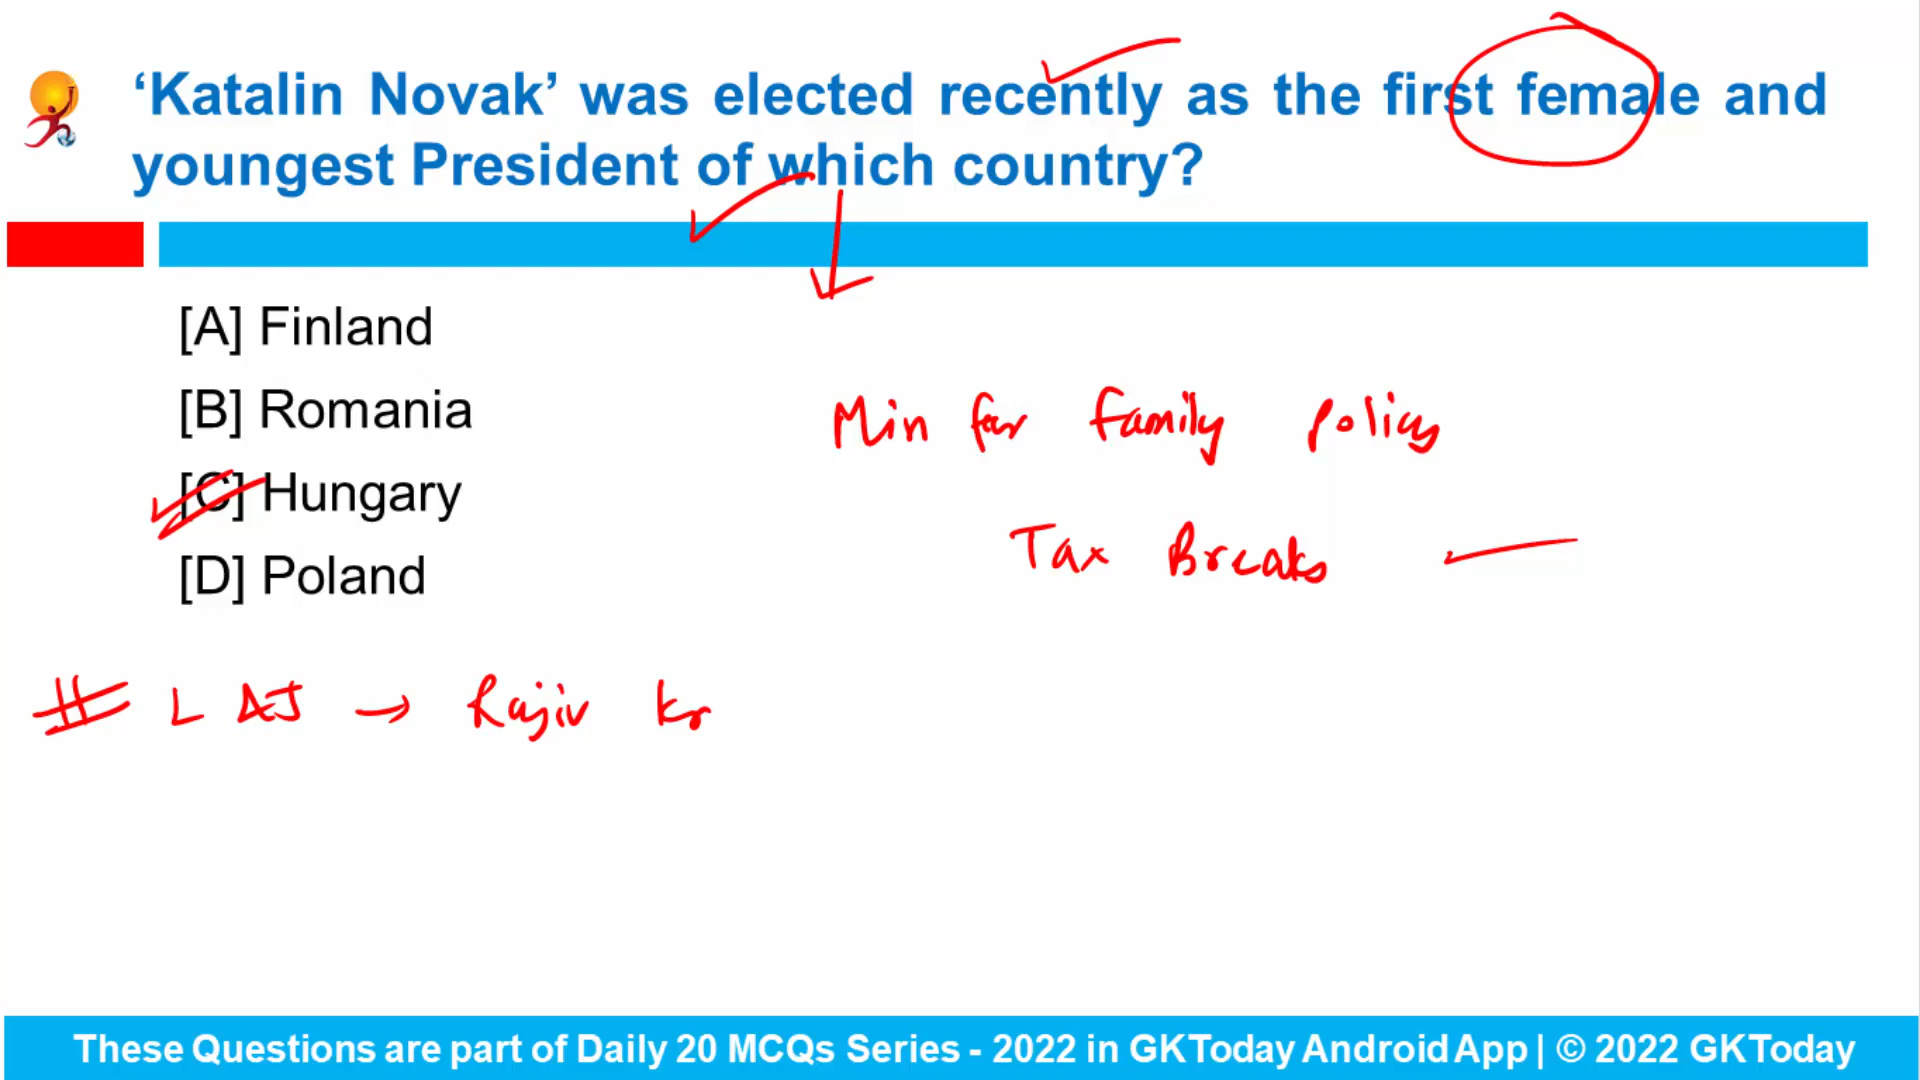 ‘Katalin Novak’ was elected recently as the first female and
youngest President of which country?
[A] Finland
[B] Romania
[C] Hungary
[D] Poland
Min for Family Policy
Tax Breaks
# L → Rajiv Kr
These Questions are part of Daily 20 MCQs Series - 2022 in GKToday Android App | © 2022 GKToday